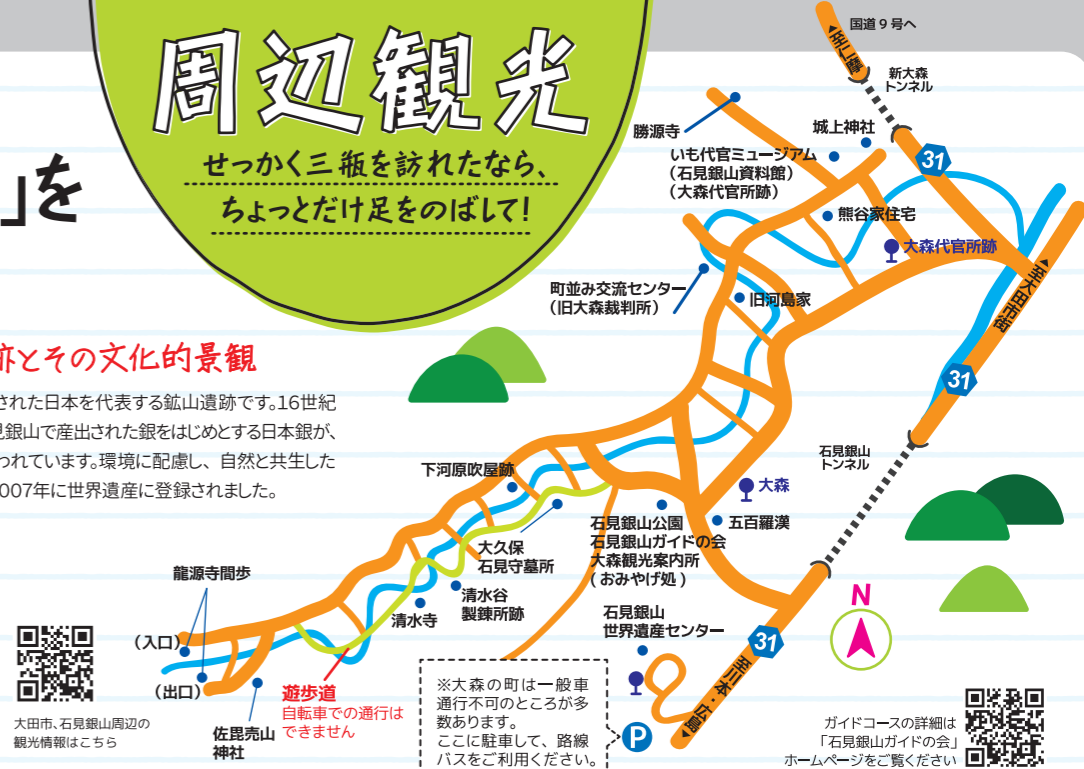 周辺観光
せっかく三瓶を訪れたなら、
ちょっとだけ足をのばして!
」を
跡とその文化的景観
された日本を代表する鉱山遺跡です。16世紀
見銀山で産出された銀をはじめとする日本銀が、
われています。環境に配慮し、自然と共生した
007年に世界遺産に登録されました。
国道9号へ
▲至仁摩
新大森
トンネル
勝源寺
城上神社
31
いも代官ミュージアム
(石見銀山資料館)
(大森代官所跡)
熊谷家住宅
大森代官所跡
町並み交流センター
(旧大森裁判所)
旧河島家
▲至大田市街
31
石見銀山
トンネル
下河原吹屋跡
大森
五百羅漢
石見銀山公園
石見銀山ガイドの会
大森観光案内所
(おみやげ処)
大久保
石見守墓所
清水谷
製錬所跡
清水寺
龍源寺間歩
(入口)
(出口)
佐毘売山
神社
遊歩道
自転車での通行は
できません
石見銀山
世界遺産センター
N
31
至川本・広島▼
※大森の町は一般車
通行不可のところが多
数あります。
ここに駐車して、路線
バスをご利用ください。
P
大田市、石見銀山周辺の
観光情報はこちら
ガイドコースの詳細は
「石見銀山ガイドの会」
ホームページをご覧ください